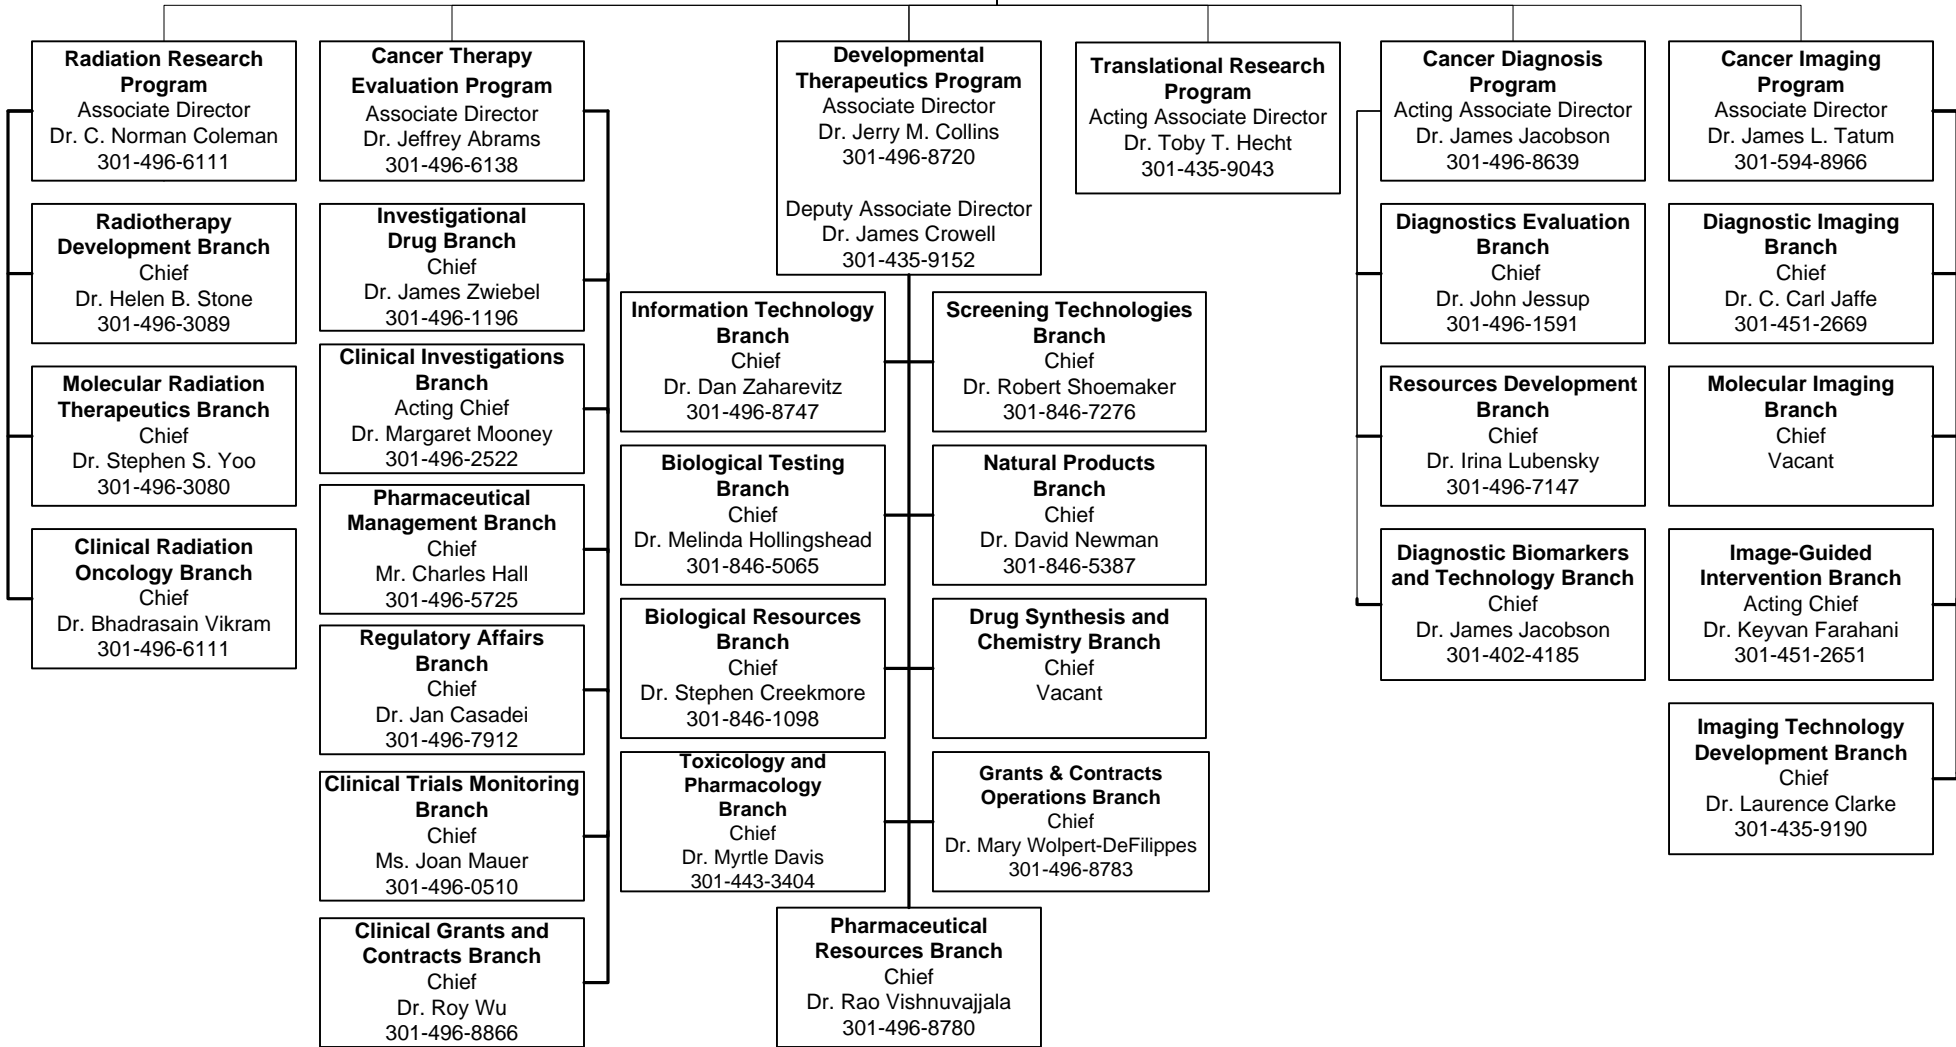 Radiation Research
Program
Associate Director
Dr. C. Norman Coleman
301-496-6111
Radiotherapy
Development Branch
Chief
Dr. Helen B. Stone
301-496-3089
Molecular Radiation
Therapeutics Branch
Chief
Dr. Stephen S. Yoo
301-496-3080
Clinical Radiation
Oncology Branch
Chief
Dr. Bhadrasain Vikram
301-496-6111
Cancer Therapy
Evaluation Program
Associate Director
Dr. Jeffrey Abrams
301-496-6138
Investigational
Drug Branch
Chief
Dr. James Zwiebel
301-496-1196
Clinical Investigations
Branch
Acting Chief
Dr. Margaret Mooney
301-496-2522
Pharmaceutical
Management Branch
Chief
Mr. Charles Hall
301-496-5725
Regulatory Affairs
Branch
Chief
Dr. Jan Casadei
301-496-7912
Clinical Trials Monitoring
Branch
Chief
Ms. Joan Mauer
301-496-0510
Clinical Grants and
Contracts Branch
Chief
Dr. Roy Wu
301-496-8866
Developmental
Therapeutics Program
Associate Director
Dr. Jerry M. Collins
301-496-8720
Deputy Associate Director
Dr. James Crowell
301-435-9152
Information Technology
Branch
Chief
Dr. Dan Zaharevitz
301-496-8747
Screening Technologies
Branch
Chief
Dr. Robert Shoemaker
301-846-7276
Biological Testing
Branch
Chief
Dr. Melinda Hollingshead
301-846-5065
Natural Products
Branch
Chief
Dr. David Newman
301-846-5387
Biological Resources
Branch
Chief
Dr. Stephen Creekmore
301-846-1098
Drug Synthesis and
Chemistry Branch
Chief
Vacant
Toxicology and
Pharmacology
Branch
Chief
Dr. Myrtle Davis
301-443-3404
Grants & Contracts
Operations Branch
Chief
Dr. Mary Wolpert-DeFilippes
301-496-8783
Pharmaceutical
Resources Branch
Chief
Dr. Rao Vishnuvajjala
301-496-8780
Translational Research
Program
Acting Associate Director
Dr. Toby T. Hecht
301-435-9043
Cancer Diagnosis
Program
Acting Associate Director
Dr. James Jacobson
301-496-8639
Diagnostics Evaluation
Branch
Chief
Dr. John Jessup
301-496-1591
Resources Development
Branch
Chief
Dr. Irina Lubensky
301-496-7147
Diagnostic Biomarkers
and Technology Branch
Chief
Dr. James Jacobson
301-402-4185
Cancer Imaging
Program
Associate Director
Dr. James L. Tatum
301-594-8966
Diagnostic Imaging
Branch
Chief
Dr. C. Carl Jaffe
301-451-2669
Molecular Imaging
Branch
Chief
Vacant
Image-Guided
Intervention Branch
Acting Chief
Dr. Keyvan Farahani
301-451-2651
Imaging Technology
Development Branch
Chief
Dr. Laurence Clarke
301-435-9190